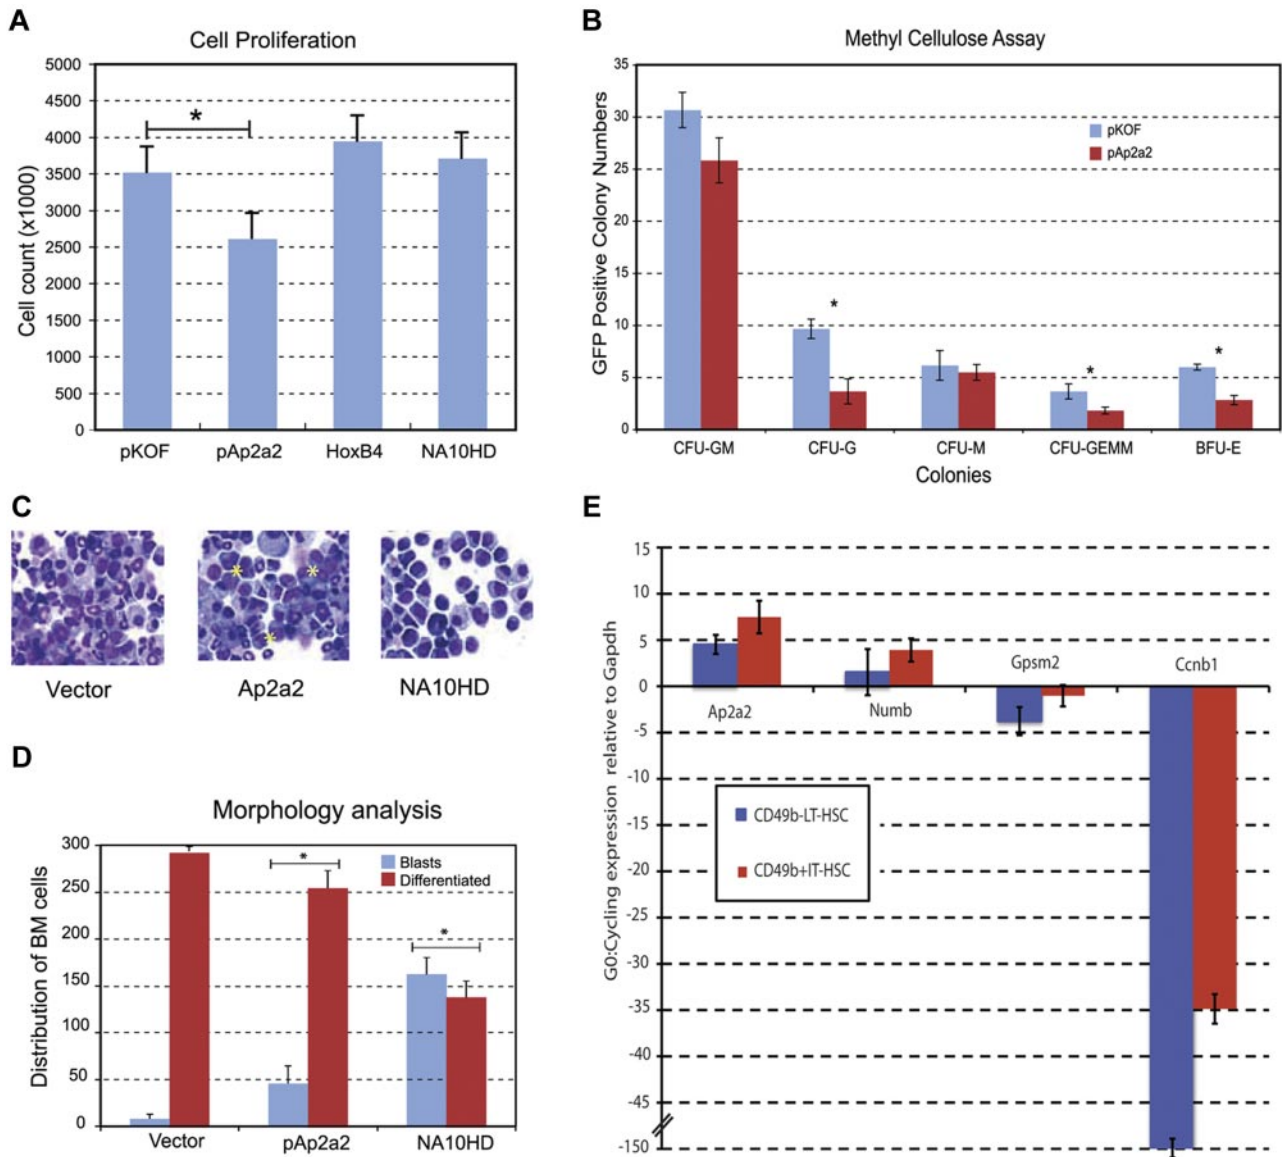 A
Cell Proliferation
Cell count (x1000)
5000
4500
4000
3500
3000
2500
2000
1500
1000
500
0
*
pKOF pAp2a2 HoxB4 NA10HD
B
Methyl Cellulose Assay
GFP Positive Colony Numbers
35
30
25
20
15
10
5
0
pKOF
pAp2a2
*
*
*
CFU-GM CFU-G CFU-M CFU-GEMM BFU-E
Colonies
C
* *
*
Vector Ap2a2 NA10HD
D
Morphology analysis
Distribution of BM cells
300
250
200
150
100
50
0
Blasts
Differentiated
*
*
Vector pAp2a2 NA10HD
E
G0:Cycling expression relative to Gapdh
15
10
5
0
-5
-10
-15
-20
-25
-30
-35
-40
-45
-150
Ap2a2 Numb Gpsm2 Ccnb1
CD49b-LT-HSC
CD49b+IT-HSC